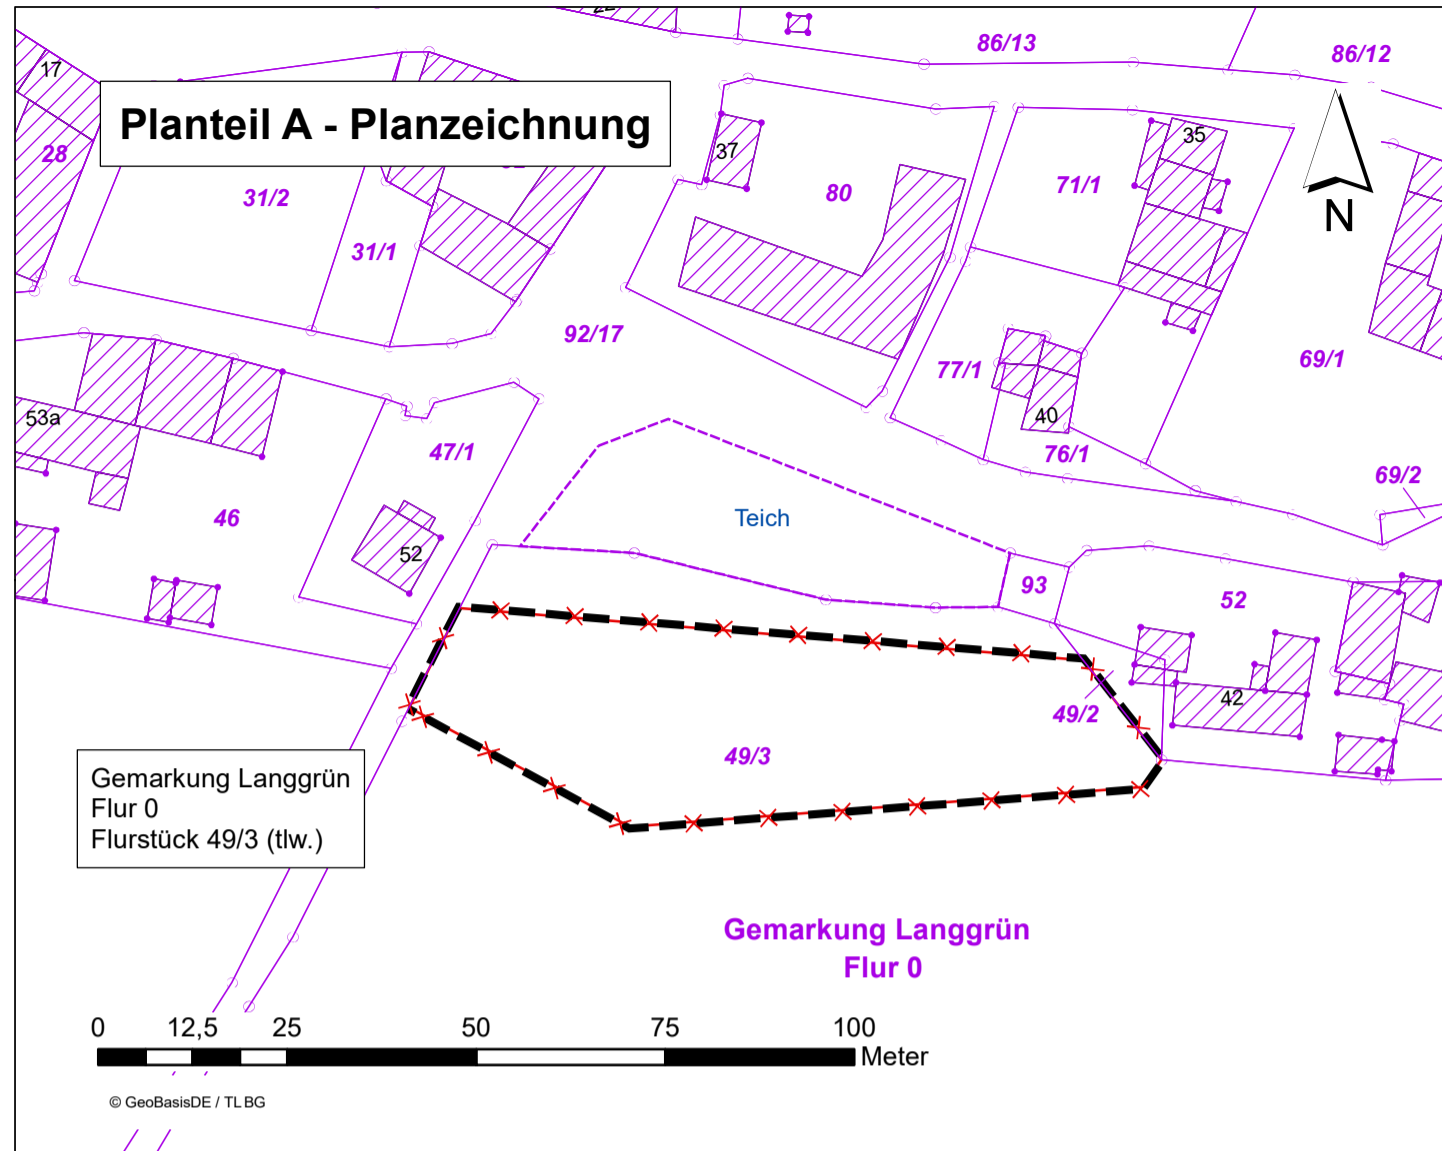 86/13
86/12
17
Planteil A - Planzeichnung
28
37
35
31/2
80
71/1
N
31/1
92/17
77/1
69/1
53a
40
47/1
76/1
69/2
46
Teich
52
93
52
49/2
42
49/3
Gemarkung Langgrün
Flur 0
Flurstück 49/3 (tlw.)
Gemarkung Langgrün
Flur 0
0 12,5 25 50 75 100
Meter
© GeoBasisDE / TLBG